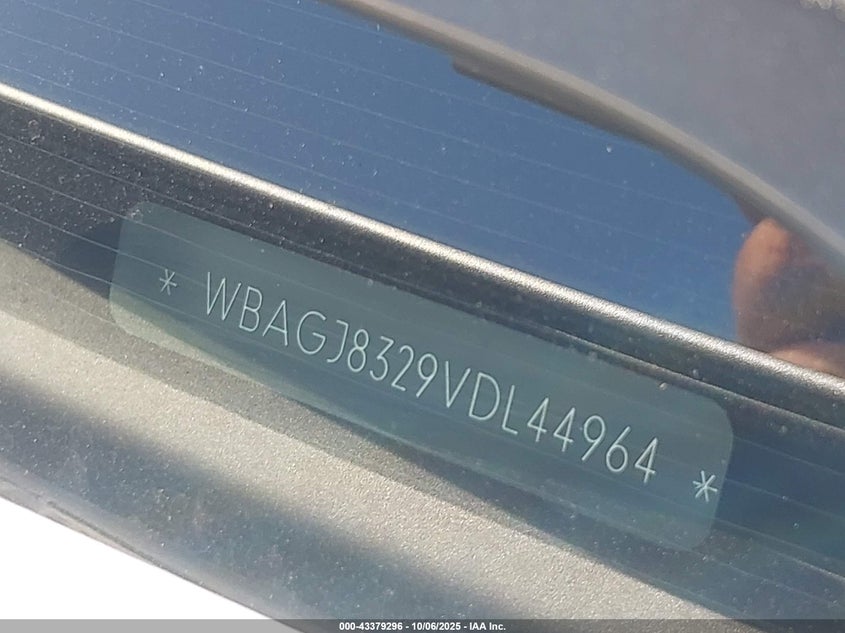 * WBAGJ8329VDL44964 *
000-43379296 - 10/06/2025 - IAA Inc.